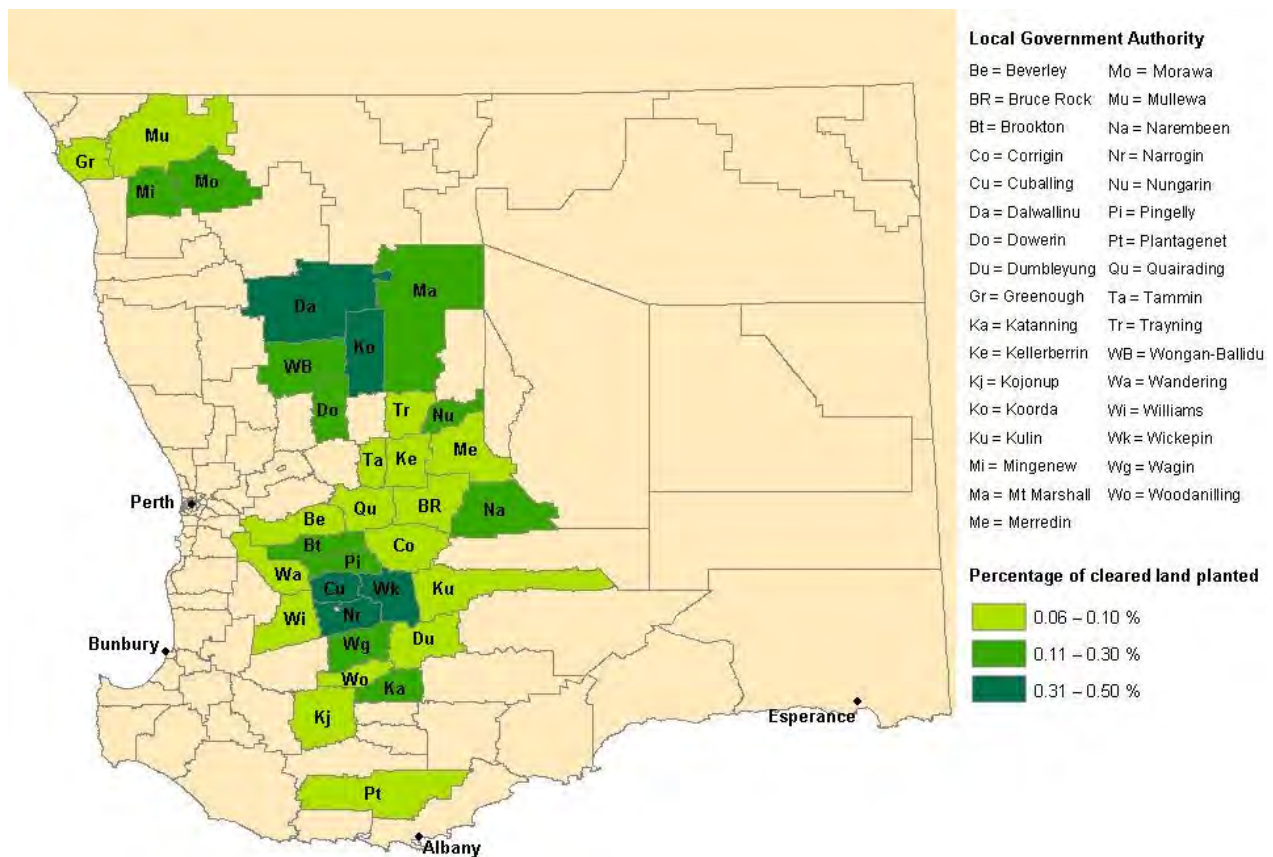 Mu
Gr
Mi
Mo
Da
Ma
Ko
WB
Do
Tr
Nu
Me
Ta
Ke
Perth
Qu
BR
Na
Be
Bt
Co
Pi
Wa
Cu
Wk
Ku
Wi
Nr
Bunbury
Wg
Du
Wo
Ka
Kj
Esperance
Pt
Albany
Local Government Authority
Be = Beverley
BR = Bruce Rock
Bt = Brookton
Co = Corrigin
Cu = Cuballing
Da = Dalwallinu
Do = Dowerin
Du = Dumbleyung
Gr = Greenough
Ka = Katanning
Ke = Kellerberrin
Kj = Kojonup
Ko = Koorda
Ku = Kulin
Mi = Mingenew
Ma = Mt Marshall
Me = Merredin
Mo = Morawa
Mu = Mullewa
Na = Narembeen
Nr = Narrogin
Nu = Nungarin
Pi = Pingelly
Pt = Plantagenet
Qu = Quairading
Ta = Tammin
Tr = Trayning
WB = Wongan-Ballidu
Wa = Wandering
Wi = Williams
Wk = Wickepin
Wg = Wagin
Wo = Woodanilling
Percentage of cleared land planted
0.06 – 0.10 %
0.11 – 0.30 %
0.31 – 0.50 %